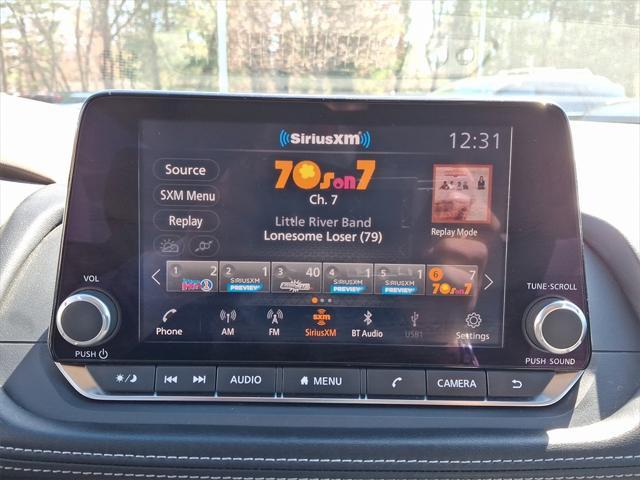 ((SiriusXM))
12:31
Source
SXM Menu
Replay
70s on 7
Ch. 7
Little River Band
Lonesome Loser (79)
Replay Mode
1 2
2 1 SIRIUSXM PREVIEW
3 40
4 1 SIRIUSXM PREVIEW
5 1 SIRIUSXM PREVIEW
6 7 70s on 7
Phone
AM
FM
sxm SiriusXM
BT Audio
USB1
Settings
VOL
PUSH
TUNE·SCROLL
PUSH SOUND
AUDIO
MENU
CAMERA